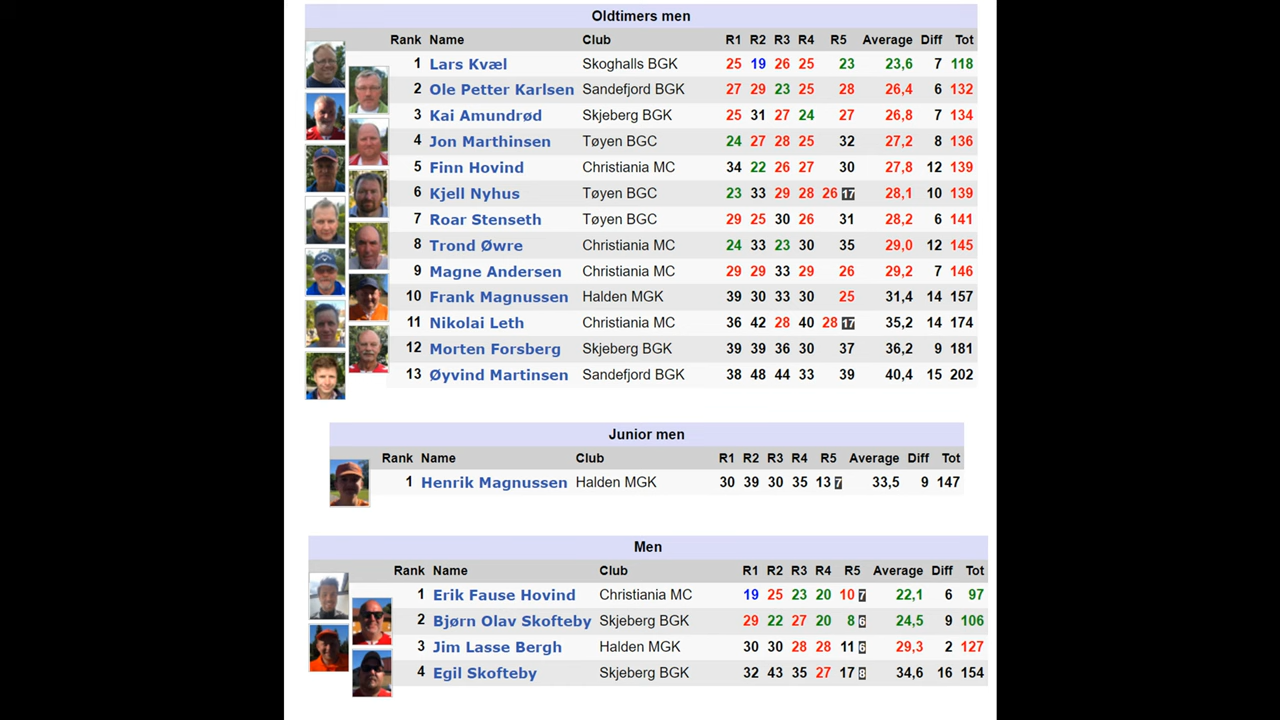 Oldtimers men
Rank Name Club R1 R2 R3 R4 R5 Average Diff Tot
1 Lars Kvæl Skoghalls BGK 25 19 26 25 23 23,6 7 118
2 Ole Petter Karlsen Sandefjord BGK 27 29 23 25 28 26,4 6 132
3 Kai Amundrød Skjeberg BGK 25 31 27 24 27 26,8 7 134
4 Jon Marthinsen Tøyen BGC 24 27 28 25 32 27,2 8 136
5 Finn Hovind Christiania MC 34 22 26 27 30 27,8 12 139
6 Kjell Nyhus Tøyen BGC 23 33 29 28 26 17 28,1 10 139
7 Roar Stenseth Tøyen BGC 29 25 30 26 31 28,2 6 141
8 Trond Øwre Christiania MC 24 33 23 30 35 29,0 12 145
9 Magne Andersen Christiania MC 29 29 33 29 26 29,2 7 146
10 Frank Magnussen Halden MGK 39 30 33 30 25 31,4 14 157
11 Nikolai Leth Christiania MC 36 42 28 40 28 17 35,2 14 174
12 Morten Forsberg Skjeberg BGK 39 39 36 30 37 36,2 9 181
13 Øyvind Martinsen Sandefjord BGK 38 48 44 33 39 40,4 15 202
Junior men
Rank Name Club R1 R2 R3 R4 R5 Average Diff Tot
1 Henrik Magnussen Halden MGK 30 39 30 35 13 7 33,5 9 147
Men
Rank Name Club R1 R2 R3 R4 R5 Average Diff Tot
1 Erik Fause Hovind Christiania MC 19 25 23 20 10 7 22,1 6 97
2 Bjørn Olav Skofteby Skjeberg BGK 29 22 27 20 8 6 24,5 9 106
3 Jim Lasse Bergh Halden MGK 30 30 28 28 11 6 29,3 2 127
4 Egil Skofteby Skjeberg BGK 32 43 35 27 17 8 34,6 16 154